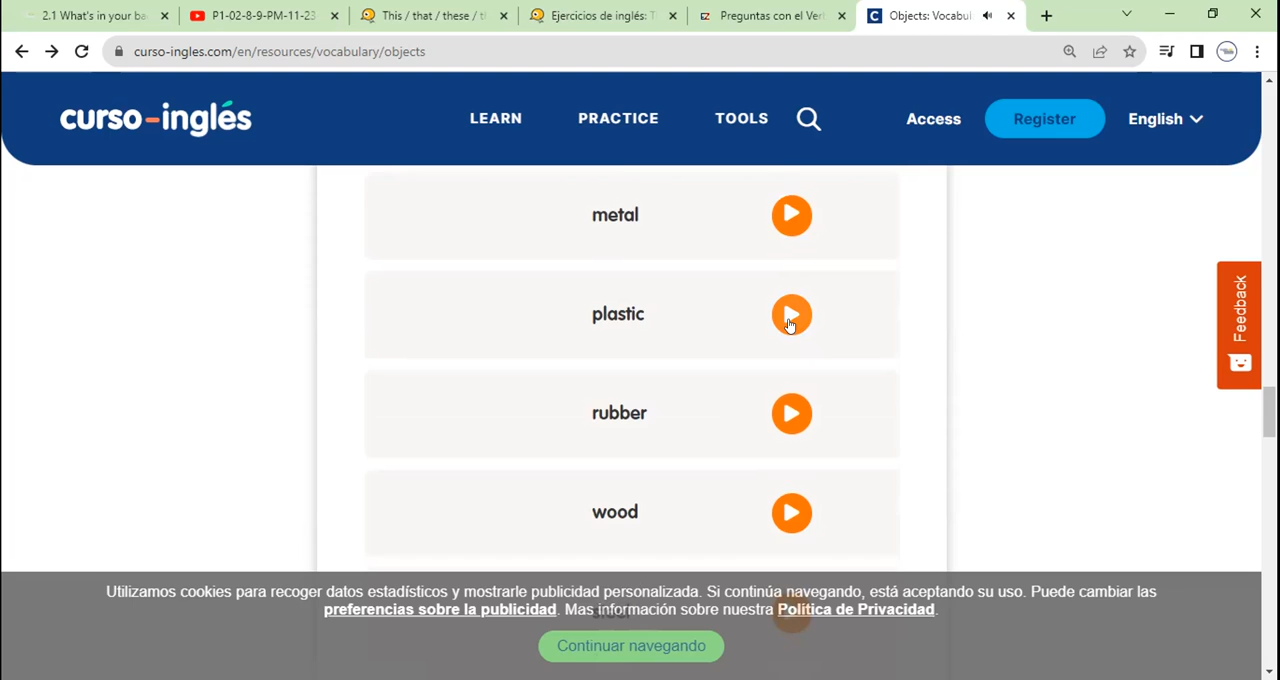 2.1 What's in your ba
P1-02-8-9-PM-11-23
This / that / these / t
Ejercicios de inglés: T
Preguntas con el Verb
Objects: Vocabul
curso-ingles.com/en/resources/vocabulary/objects
curso-inglés
LEARN
PRACTICE
TOOLS
Access
Register
English
metal
plastic
rubber
wood
Feedback
Utilizamos cookies para recoger datos estadísticos y mostrarle publicidad personalizada. Si continúa navegando, está aceptando su uso. Puede cambiar las
preferencias sobre la publicidad. Mas información sobre nuestra Política de Privacidad.
Continuar navegando